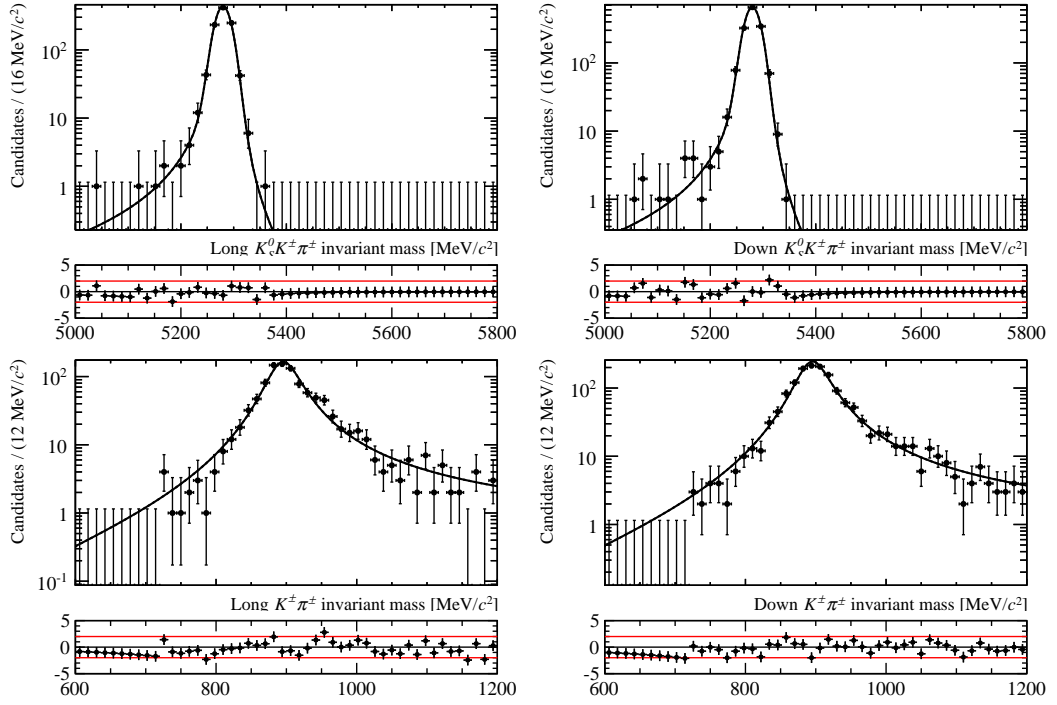 Candidates / (16 MeV/c²)
10²
10
1
Long K⁰ₛK±π± invariant mass [MeV/c²]
5
0
-5
5000 5200 5400 5600 5800
Candidates / (16 MeV/c²)
10²
10
1
Down K⁰ₛK±π± invariant mass [MeV/c²]
5
0
-5
5000 5200 5400 5600 5800
Candidates / (12 MeV/c²)
10²
10
1
10⁻¹
Long K±π± invariant mass [MeV/c²]
5
0
-5
600 800 1000 1200
Candidates / (12 MeV/c²)
10²
10
1
Down K±π± invariant mass [MeV/c²]
5
0
-5
600 800 1000 1200